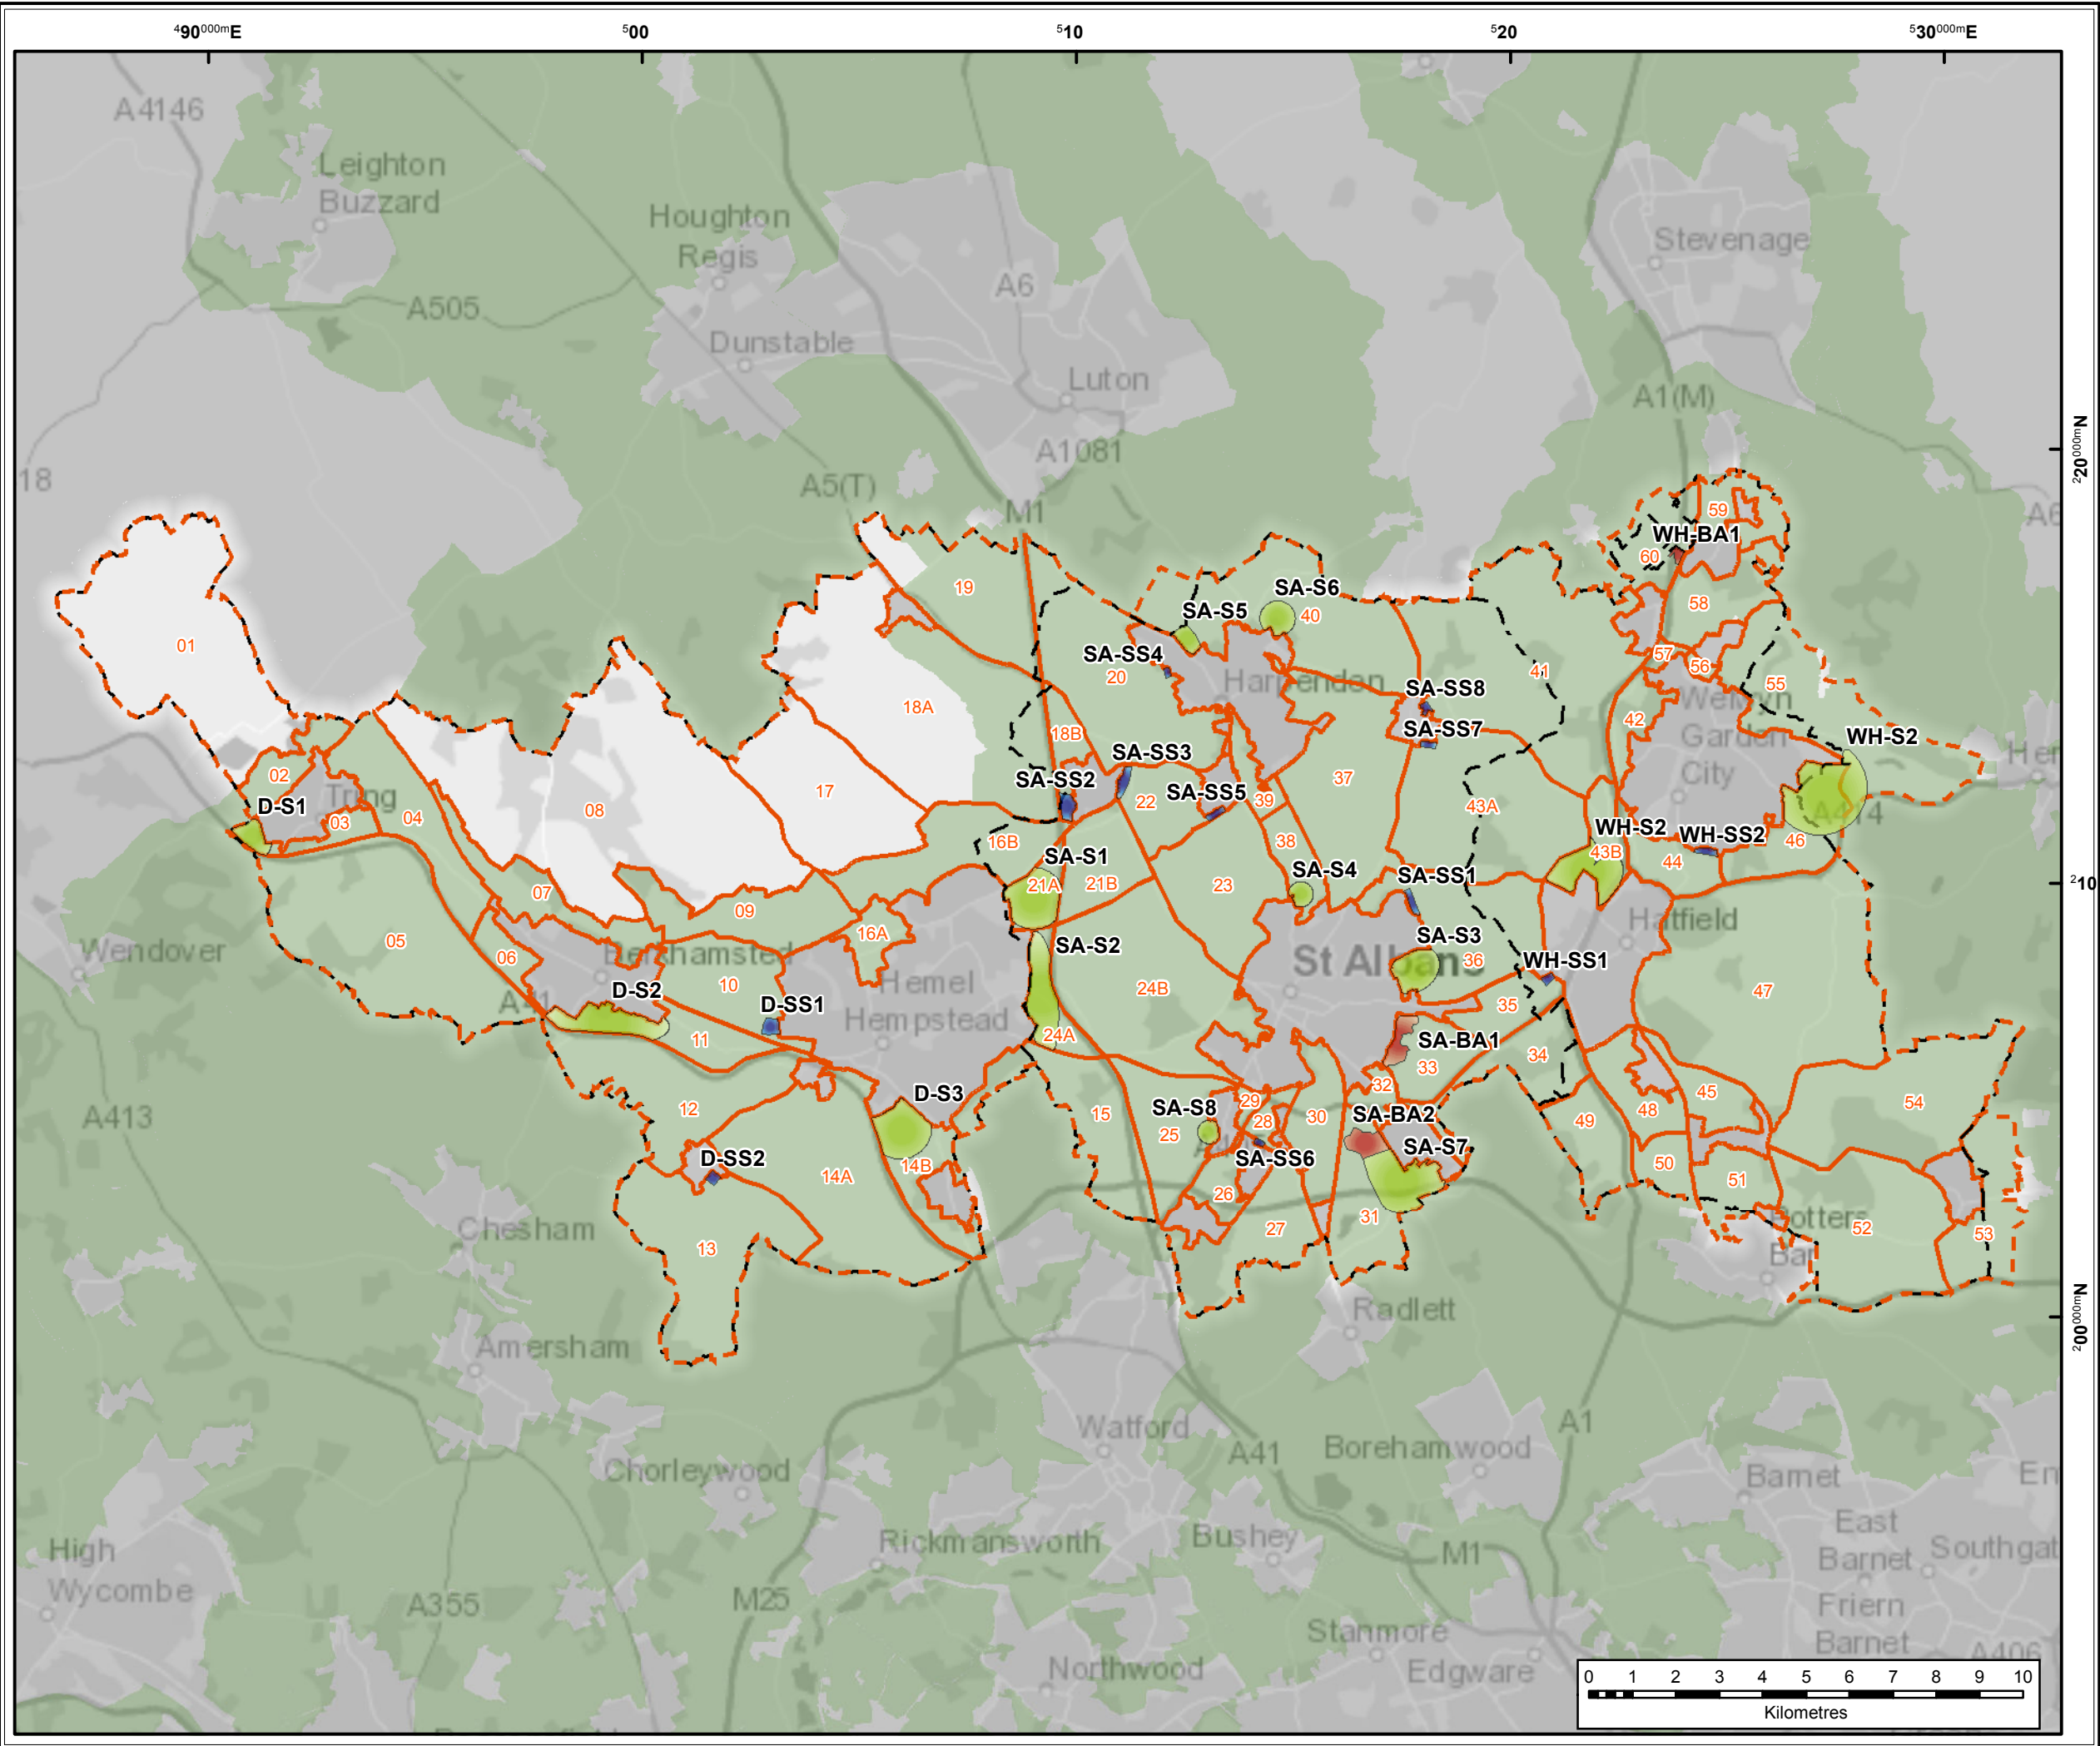 490000mE
500
510
520
530000mE
A4146
Leighton
Buzzard
Houghton
Regis
Stevenage
A6
A505
Dunstable
Luton
A1(M)
A1081
220000mN
18
A5(T)
M1
A6
59
WH-BA1
60
19
SA-S6
58
SA-S5
40
01
SA-SS4
57
56
20
Harpenden
41
55
SA-SS8
Welwyn
Garden
City
18A
42
SA-SS7
18B
WH-S2
SA-SS3
Her
02
SA-SS2
37
Tring
17
SA-SS5
D-S1
22
39
43A
08
04
03
A414
WH-S2
WH-SS2
16B
38
46
SA-S1
43B
44
21A
21B
23
SA-S4
SA-SS1
210
07
09
Hatfield
16A
SA-S3
05
SA-S2
Wendover
06
Berkhamsted
St Albans
36
WH-SS1
10
Hemel
Hempstead
24B
47
D-S2
A41
D-SS1
35
11
24A
SA-BA1
34
33
32
45
D-S3
A413
12
15
29
SA-S8
48
54
28
30
SA-BA2
49
25
SA-S7
D-SS2
SA-SS6
50
14B
14A
51
26
31
Chesham
27
Potters
Bar
52
53
13
Radlett
200000mN
Amersham
Watford
A41
Borehamwood
A1
Chorleywood
Barnet
En
East
Barnet
High
Wycombe
Rickmansworth
Bushey
M1
Southgat
A355
M25
Friern
Barnet
Stanmore
A406
Northwood
Edgware
0 1 2 3 4 5 6 7 8 9 10
Kilometres